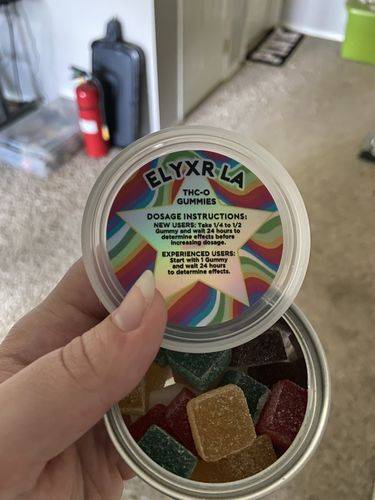 ELYXR LA
THC-O
GUMMIES
DOSAGE INSTRUCTIONS:
NEW USERS: Take 1/4 to 1/2
Gummy and wait 24 hours to
determine effects before
increasing dosage.
EXPERIENCED USERS:
Start with 1 Gummy
and wait 24 hours
to determine effects.